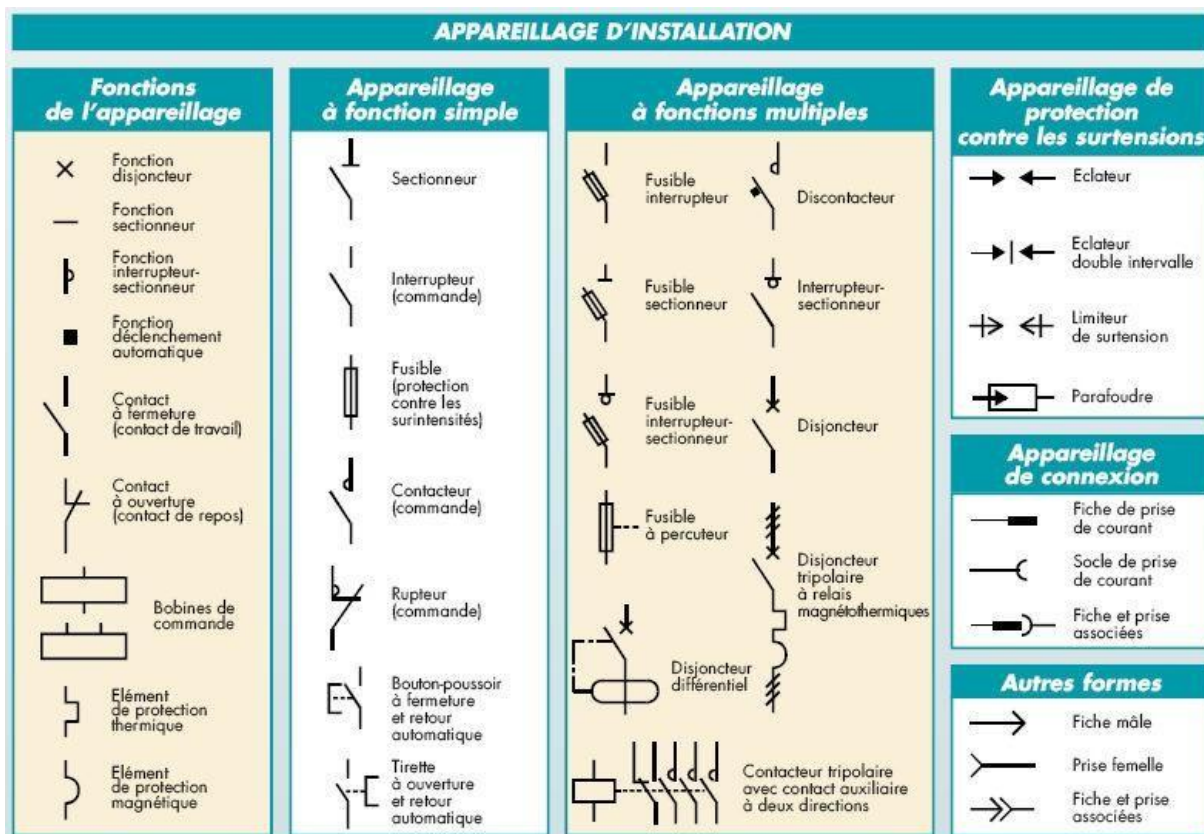 APPAREILLAGE D'INSTALLATION
Fonctions
de l'appareillage
Fonction
disjoncteur
Fonction
sectionneur
Fonction
interrupteur-
sectionneur
Fonction
déclenchement
automatique
Contact
à fermeture
(contact de travail)
Contact
à ouverture
(contact de repos)
Bobines de
commande
Elément
de protection
thermique
Elément
de protection
magnétique
Appareillage
à fonction simple
Sectionneur
Interrupteur
(commande)
Fusible
(protection
contre les
surintensités)
Contacteur
(commande)
Rupteur
(commande)
Bouton-poussoir
à fermeture
et retour
automatique
Tirette
à ouverture
et retour
automatique
Appareillage
à fonctions multiples
Fusible
interrupteur
Discontacteur
Fusible
sectionneur
Interrupteur-
sectionneur
Fusible
interrupteur-
sectionneur
Disjoncteur
Fusible
à percuteur
Disjoncteur
tripolaire
à relais
magnétothermiques
Disjoncteur
différentiel
Contacteur tripolaire
avec contact auxiliaire
à deux directions
Appareillage de
protection
contre les surtensions
Eclateur
Eclateur
double intervalle
Limiteur
de surtension
Parafoudre
Appareillage
de connexion
Fiche de prise
de courant
Socle de prise
de courant
Fiche et prise
associées
Autres formes
Fiche mâle
Prise femelle
Fiche et prise
associées